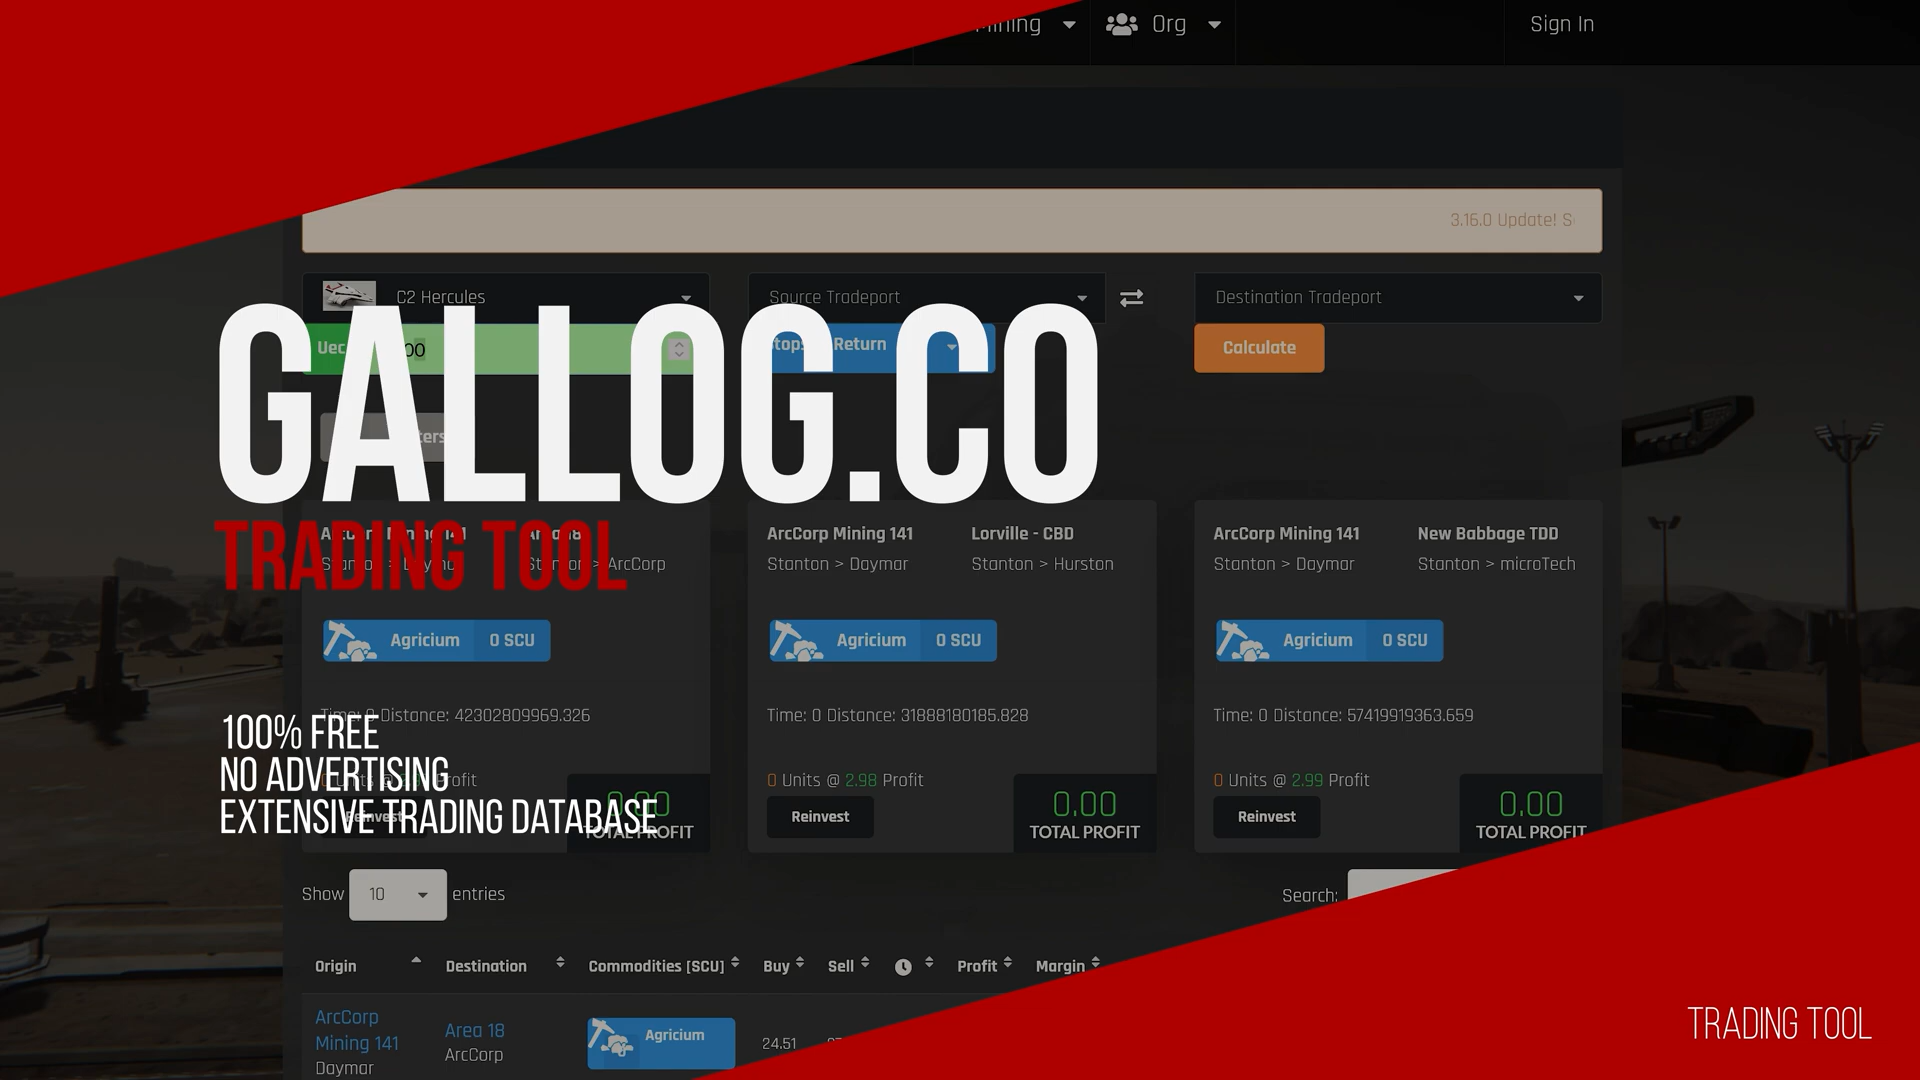 Mining
Org
Sign In
3.16.0 Update! S
C2 Hercules
Source Tradeport
Destination Tradeport
Return
Calculate
GALLOG.CO
ArcCorp Mining 141
Lorville - CBD
ArcCorp Mining 141
New Babbage TDD
TRADING TOOL
Stanton > ArcCorp
Stanton > Daymar
Stanton > Hurston
Stanton > Daymar
Stanton > microTech
Agricium 0 SCU
Agricium 0 SCU
Agricium 0 SCU
Time: 0 Distance: 42302809969.326
Time: 0 Distance: 31888180185.828
Time: 0 Distance: 57419919363.659
100% FREE
NO ADVERTISING
EXTENSIVE TRADING DATABASE
Profit
0 Units @ 2.98 Profit
0 Units @ 2.99 Profit
Reinvest
Reinvest
Reinvest
0.00
0.00
TOTAL PROFIT
TOTAL PROFIT
TOTAL PROFIT
Show 10 entries
Search:
Origin
Destination
Commodities [SCU]
Buy
Sell
Profit
Margin
ArcCorp
Mining 141
Daymar
Area 18
ArcCorp
Agricium
24.51
TRADING TOOL